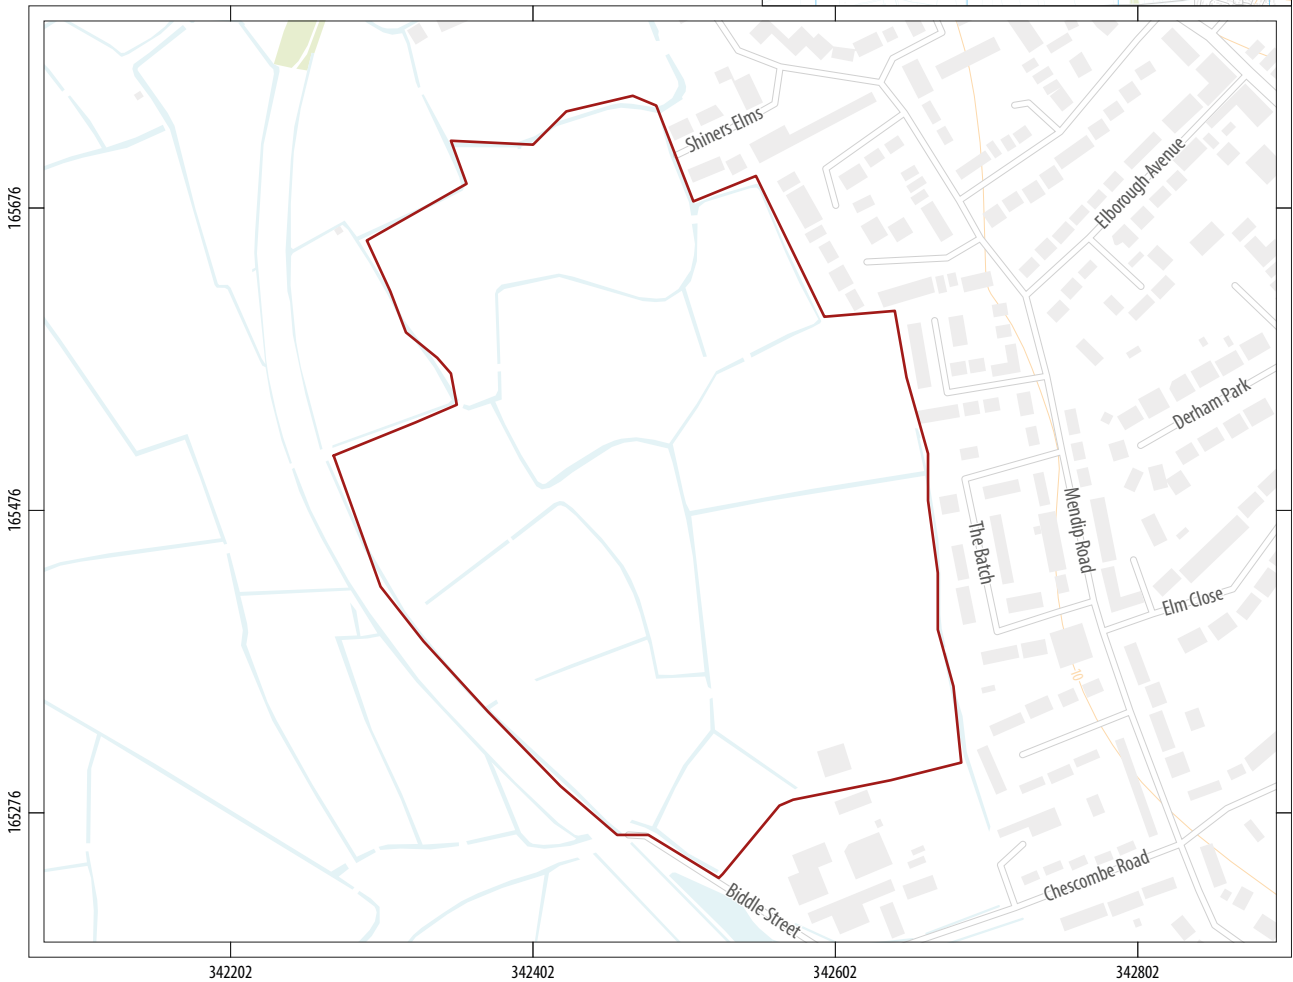 Shiners Elms
Elborough Avenue
165676
Derham Park
165476
Mendip Road
The Batch
Elm Close
10
165276
Chescombe Road
Biddle Street
342202
342402
342602
342802